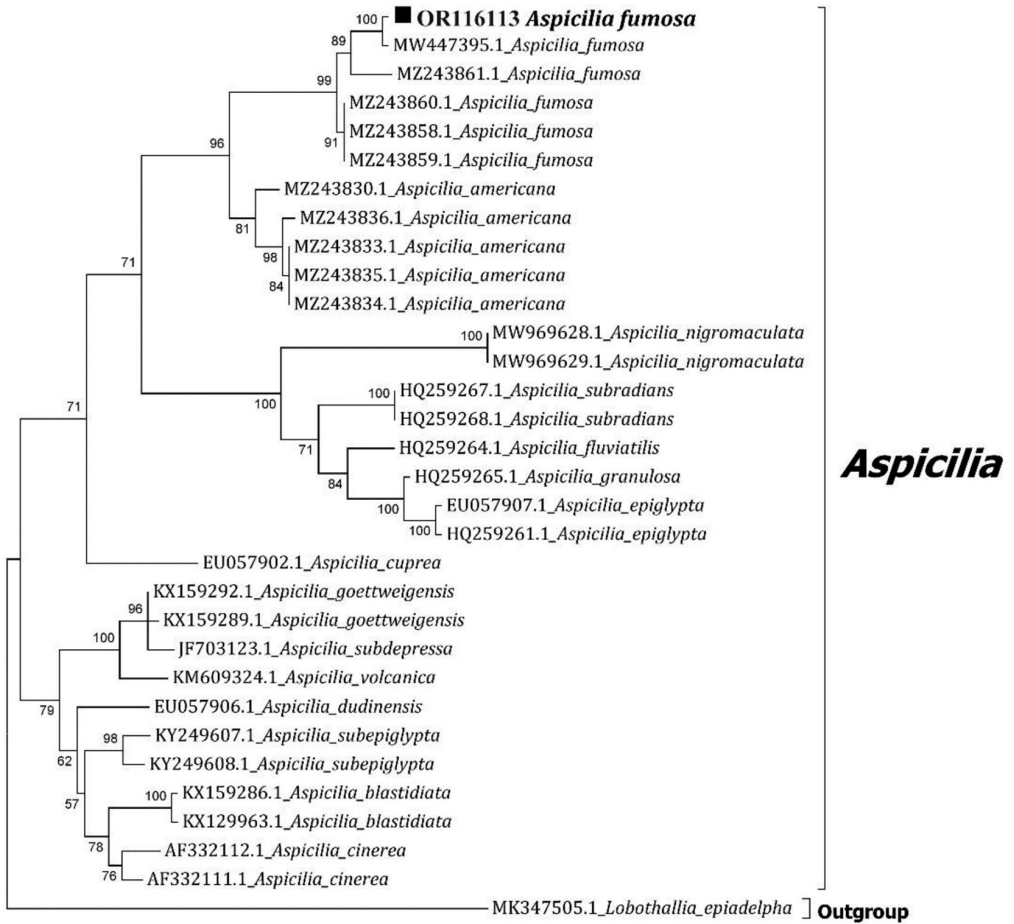 100 ■ OR116113 Aspicilia fumosa
MW447395.1_Aspicilia_fumosa
89
MZ243861.1_Aspicilia_fumosa
99
MZ243860.1_Aspicilia_fumosa
MZ243858.1_Aspicilia_fumosa
91
MZ243859.1_Aspicilia_fumosa
96
MZ243830.1_Aspicilia_americana
81
MZ243836.1_Aspicilia_americana
98
MZ243833.1_Aspicilia_americana
MZ243835.1_Aspicilia_americana
84
MZ243834.1_Aspicilia_americana
71
100
MW969628.1_Aspicilia_nigromaculata
MW969629.1_Aspicilia_nigromaculata
100
100
HQ259267.1_Aspicilia_subradians
HQ259268.1_Aspicilia_subradians
71
HQ259264.1_Aspicilia_fluviatilis
84
HQ259265.1_Aspicilia_granulosa
100
EU057907.1_Aspicilia_epiglypta
100
HQ259261.1_Aspicilia_epiglypta
71
EU057902.1_Aspicilia_cuprea
KX159292.1_Aspicilia_goettweigensis
96
KX159289.1_Aspicilia_goettweigensis
100
JF703123.1_Aspicilia_subdepressa
KM609324.1_Aspicilia_volcanica
79
EU057906.1_Aspicilia_dudinensis
62
98
KY249607.1_Aspicilia_subepiglypta
KY249608.1_Aspicilia_subepiglypta
57
100
KX159286.1_Aspicilia_blastidiata
KX129963.1_Aspicilia_blastidiata
78
AF332112.1_Aspicilia_cinerea
76
AF332111.1_Aspicilia_cinerea
MK347505.1_Lobothallia_epiadelpha
Aspicilia
Outgroup